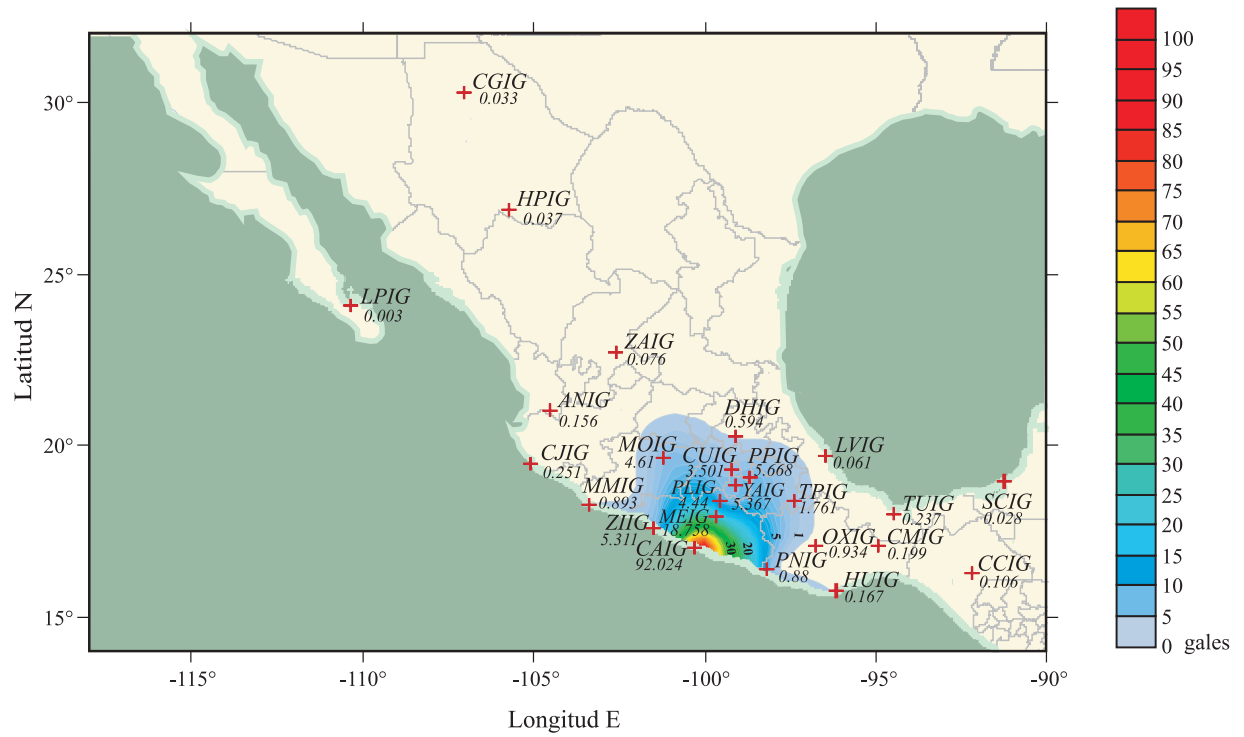 CGIG
0.033
100
95
90
85
80
75
70
65
60
55
50
45
40
35
30
25
20
15
10
5
0 gales
30°
HPIG
0.037
25°
LPIG
0.003
Latitud N
ZAIG
0.076
ANIG
0.156
DHIG
0.594
20°
MOIG
4.61
CUIG
3.501
PPIG
5.668
LVIG
0.061
CJIG
0.251
MMIG
0.893
PLIG
4.44
YAIG
5.367
TPIG
1.761
TUIG
0.237
SCIG
0.028
ZIIG
5.311
MEIG
18.758
CAIG
92.024
30
20
5
1
OXIG
0.934
CMIG
0.199
PNIG
0.88
HUIG
0.167
CCIG
0.106
15°
-115°
-110°
-105°
-100°
-95°
-90°
Longitud E